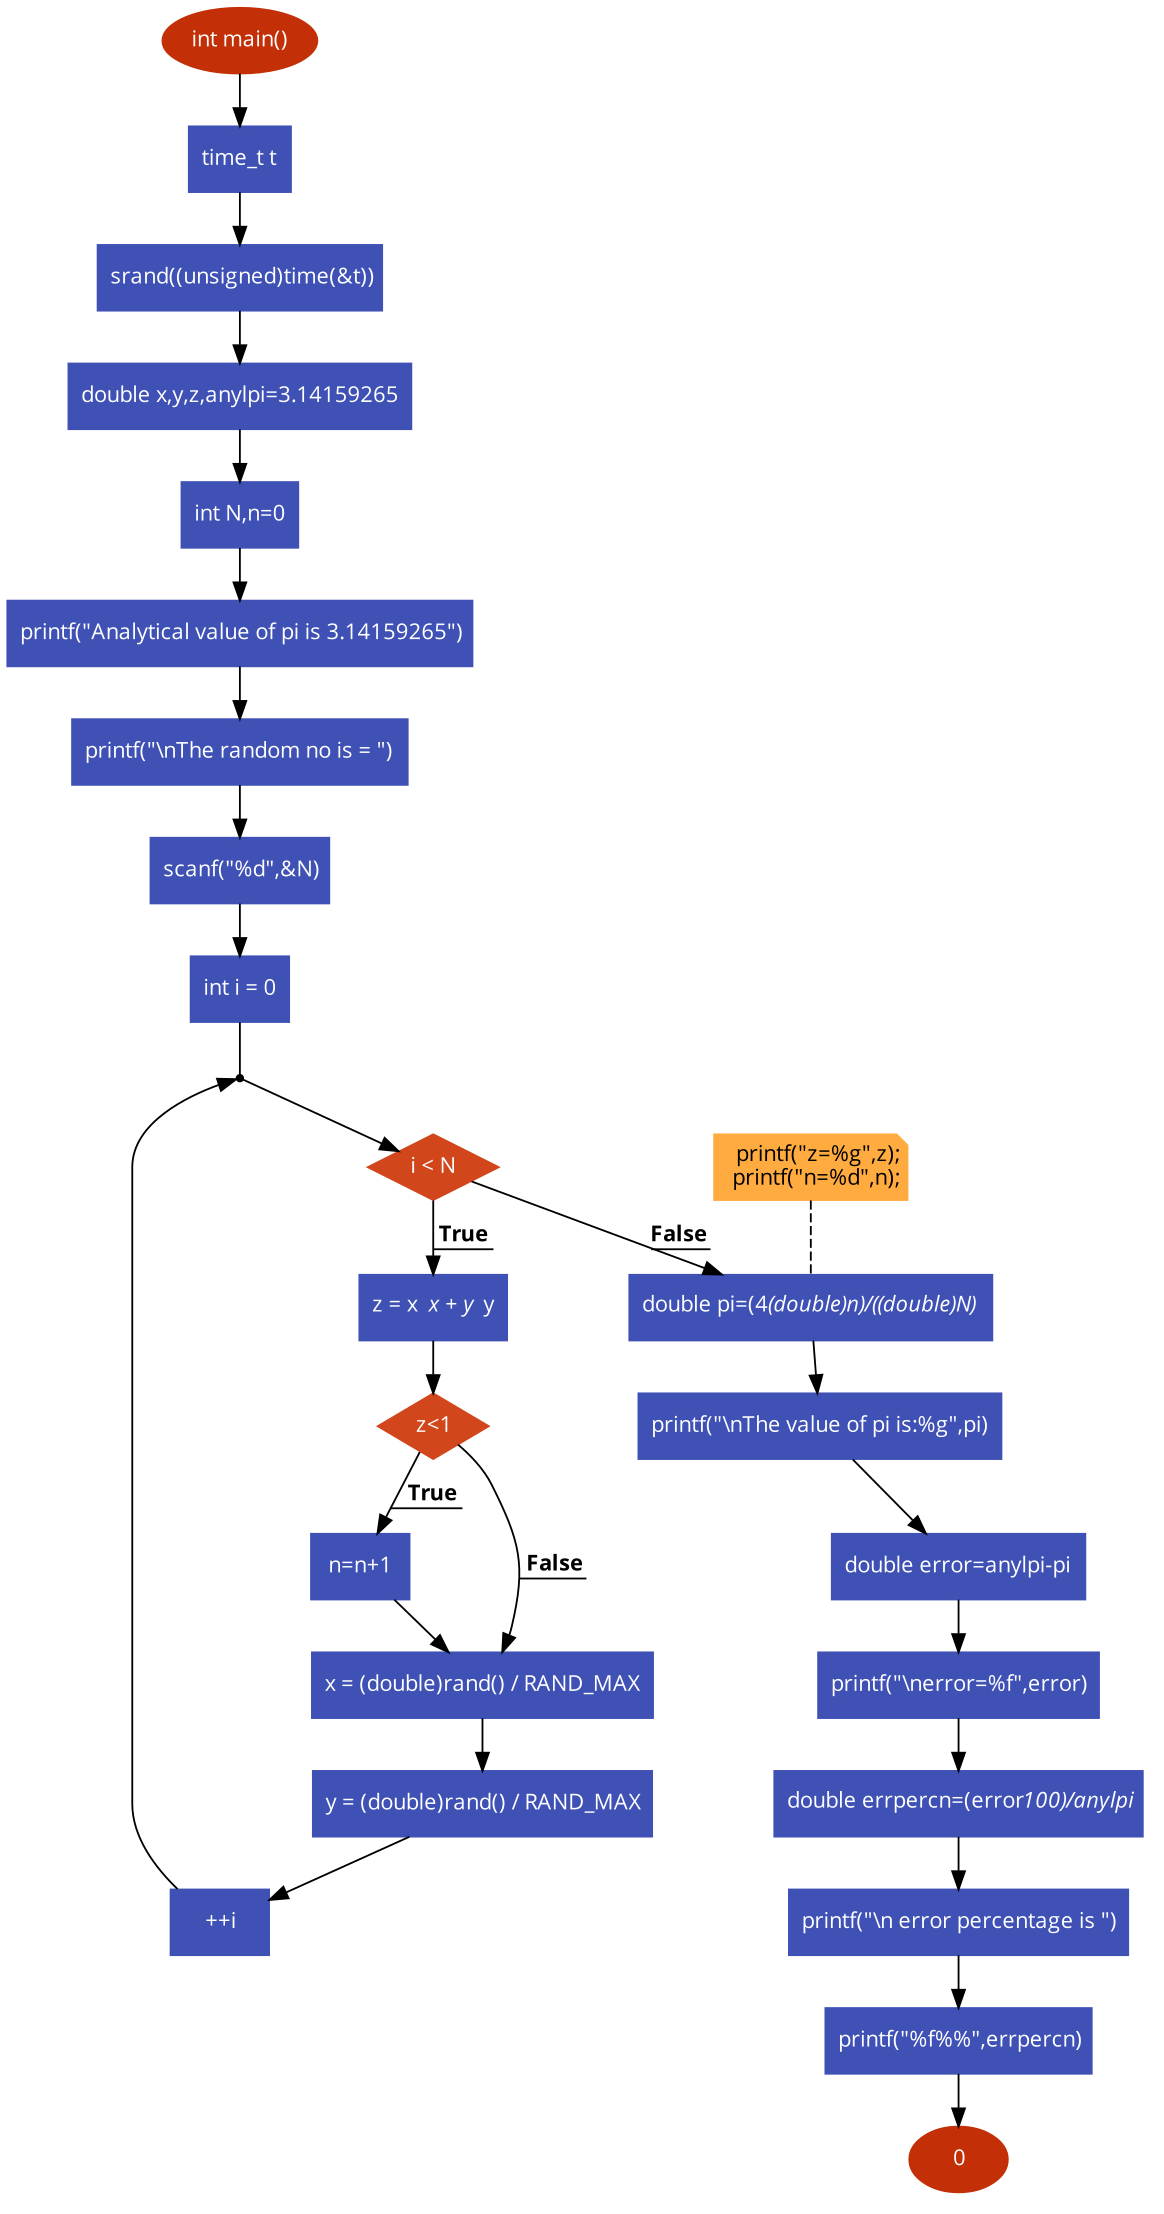 int main()
time_t t
srand((unsigned)time(&t))
double x,y,z,anylpi=3.14159265
int N,n=0
printf("Analytical value of pi is 3.14159265")
printf("\nThe random no is = ")
scanf("%d",&N)
int i = 0
i < N
printf("z=%g",z);
printf("n=%d",n);
True
False
z = x x + y y
double pi=(4(double)n)/((double)N)
z<1
printf("\nThe value of pi is:%g",pi)
True
n=n+1
False
double error=anylpi-pi
x = (double)rand() / RAND_MAX
printf("\nerror=%f",error)
y = (double)rand() / RAND_MAX
double errpercn=(error100)/anylpi
++i
printf("\n error percentage is ")
printf("%f%%",errpercn)
0